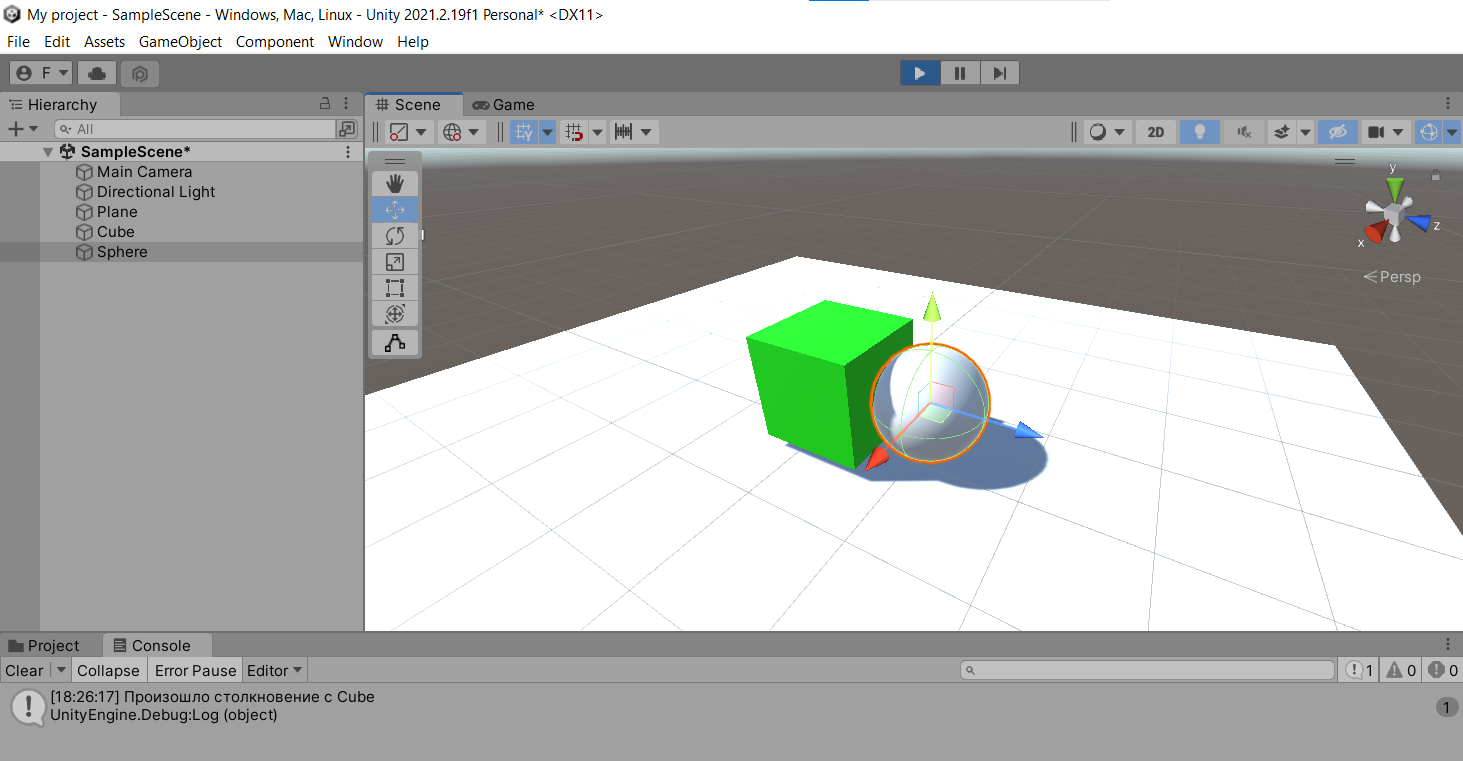 My project - SampleScene - Windows, Mac, Linux - Unity 2021.2.19f1 Personal* <DX11>
File Edit Assets GameObject Component Window Help
F
Hierarchy
All
SampleScene*
Main Camera
Directional Light
Plane
Cube
Sphere
Scene Game
2D
y
z
x
Persp
Project Console
Clear Collapse Error Pause Editor
1 0 0
[18:26:17] Произошло столкновение с Cube
UnityEngine.Debug:Log (object)
1